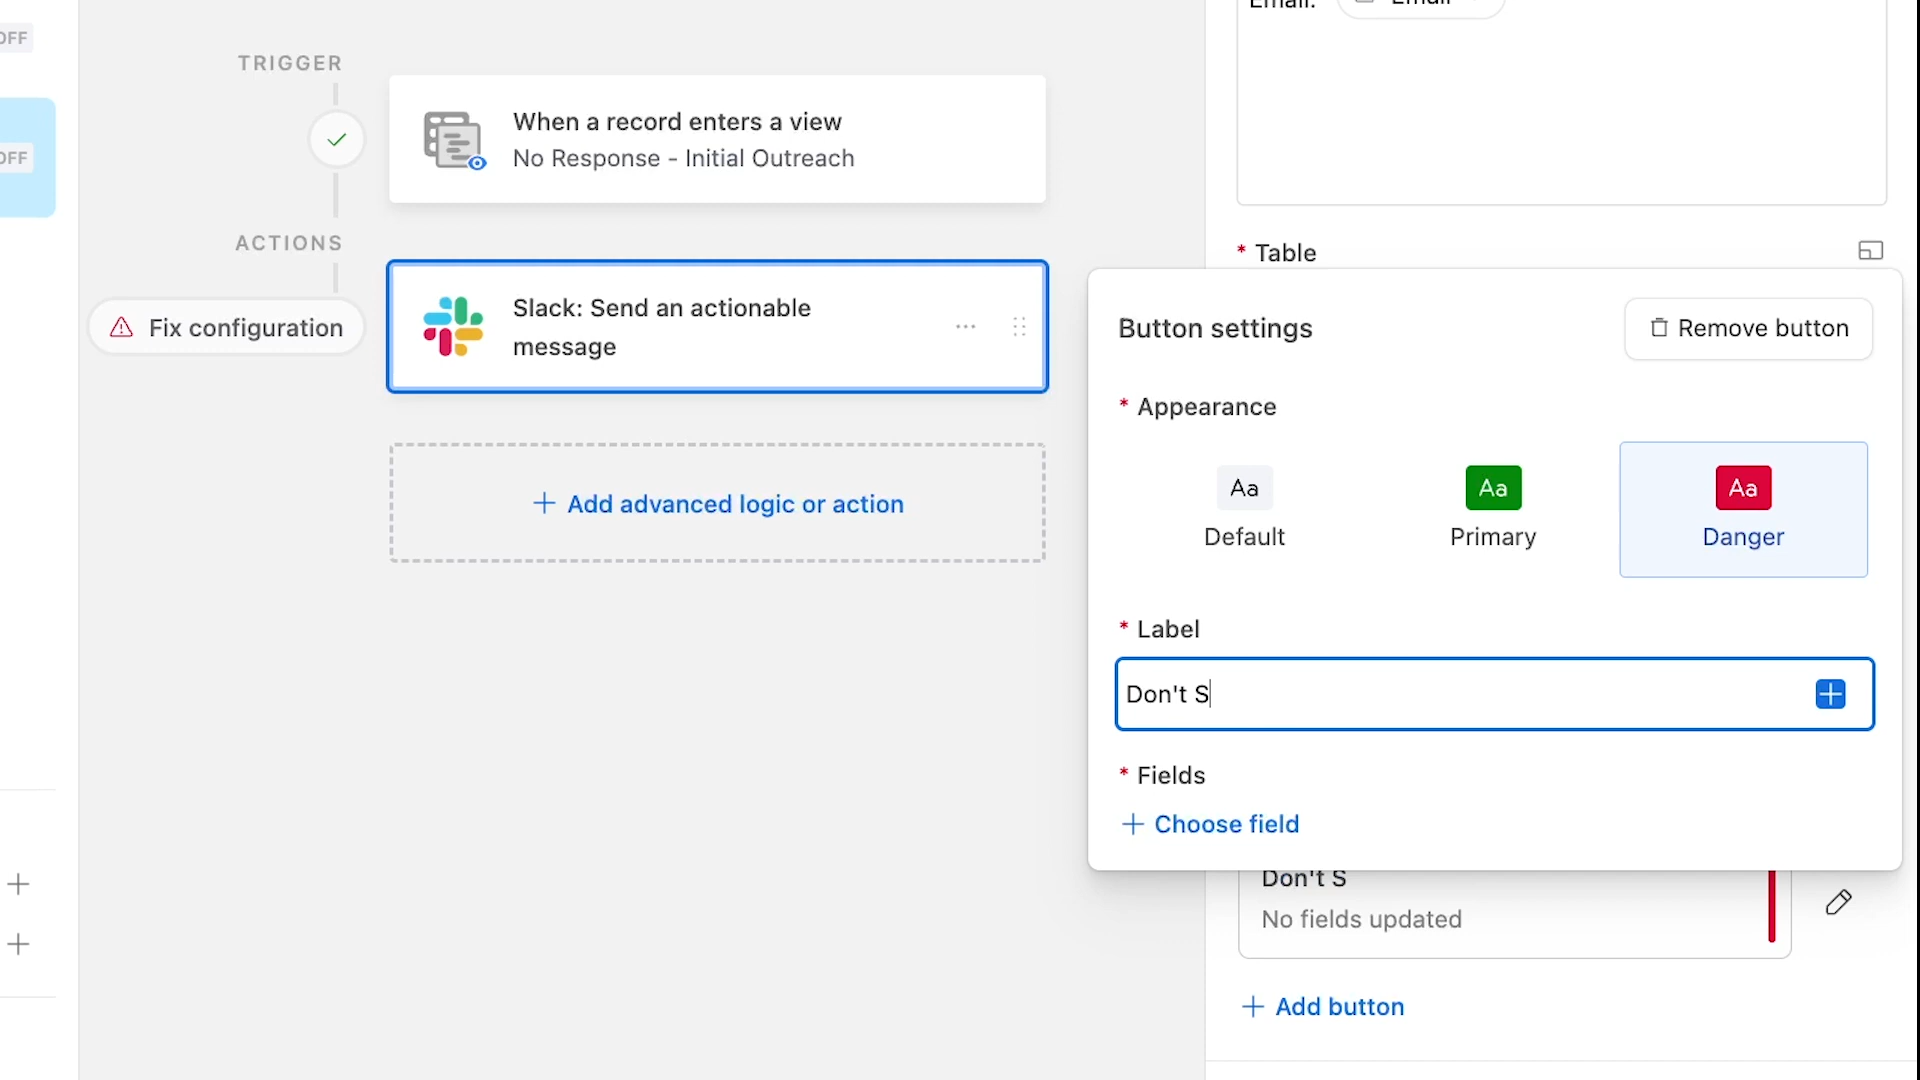 OFF
OFF
TRIGGER
When a record enters a view
No Response - Initial Outreach
ACTIONS
Fix configuration
Slack: Send an actionable
message
Add advanced logic or action
Email: Email
* Table
Button settings
Remove button
* Appearance
Aa
Default
Aa
Primary
Aa
Danger
* Label
Don't S
* Fields
Choose field
Don't S
No fields updated
Add button